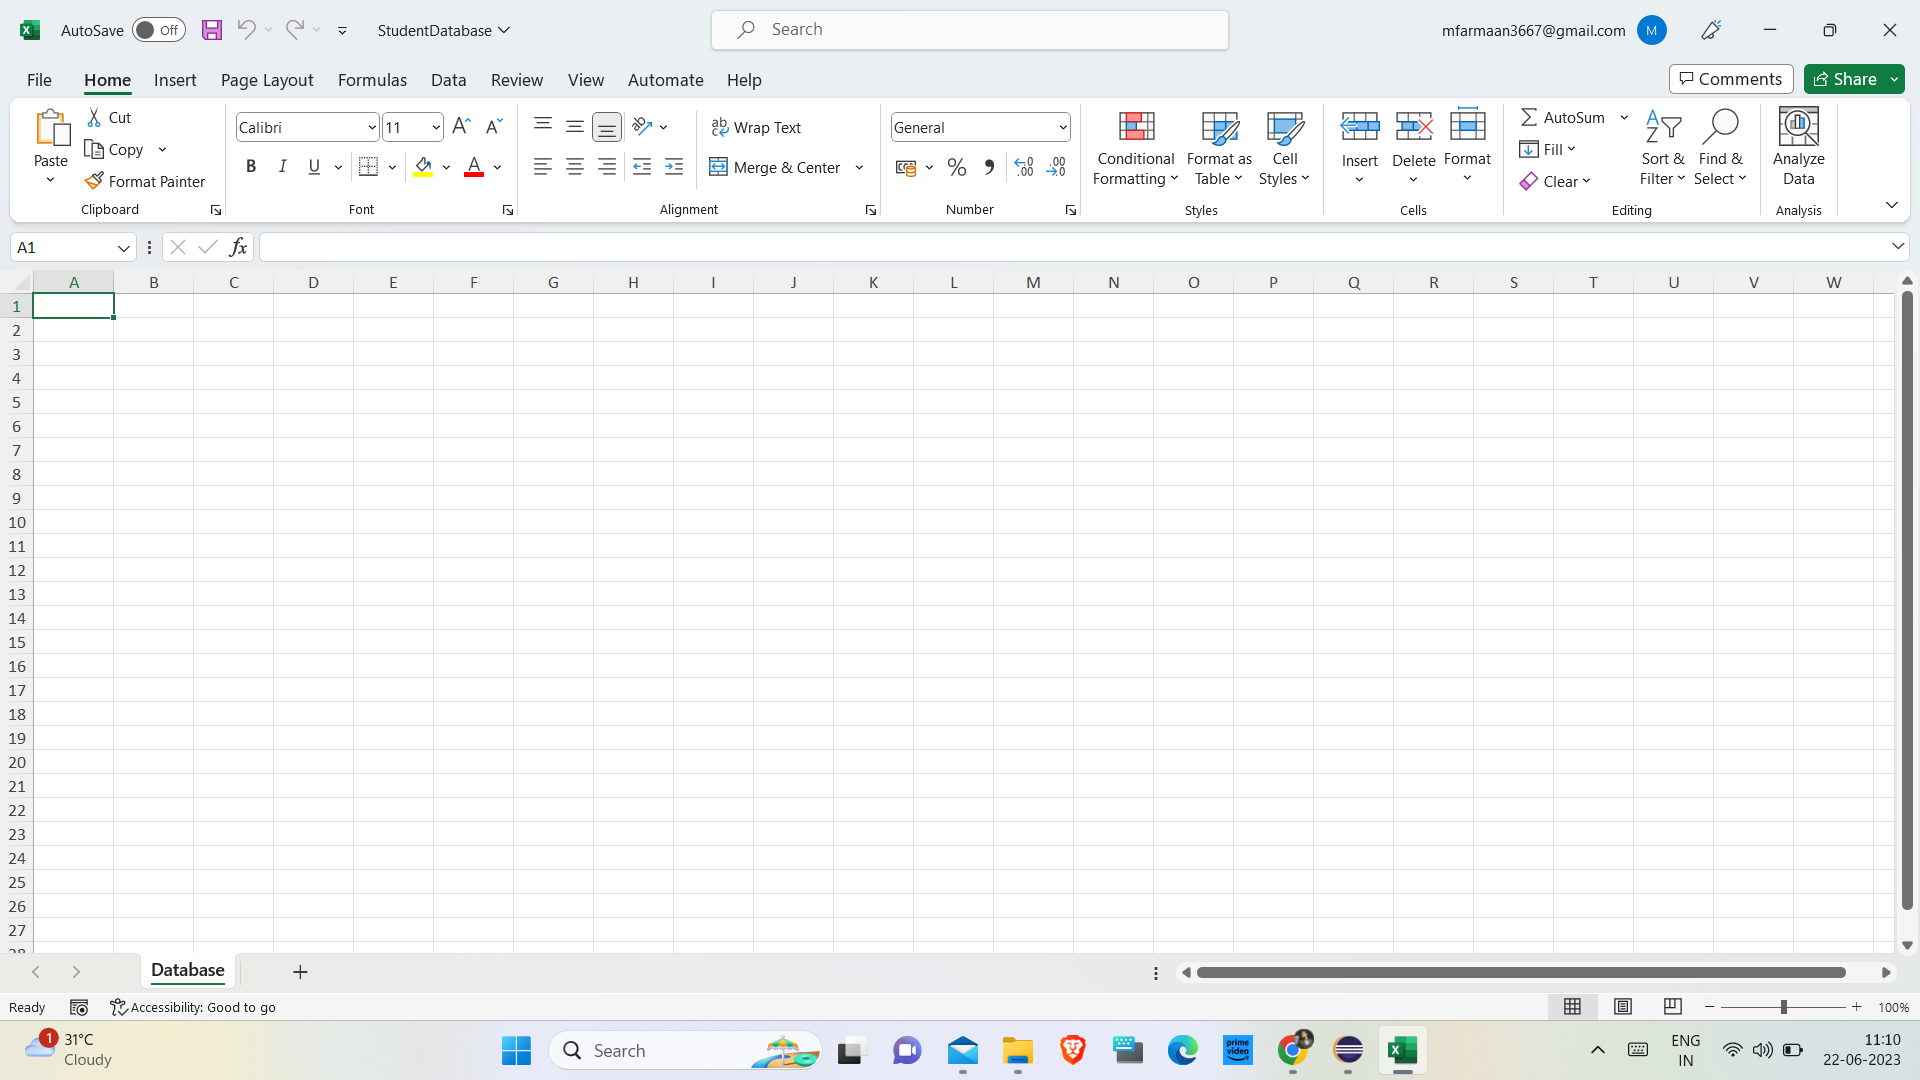 AutoSave Off StudentDatabase Search mfarmaan3667@gmail.com M
File Home Insert Page Layout Formulas Data Review View Automate Help Comments Share
Paste Cut Copy Format Painter Clipboard
Calibri 11 B I U A Font
Wrap Text Merge & Center Alignment
General % Number
Conditional Formatting Format as Table Cell Styles Styles
Insert Delete Format Cells
AutoSum Fill Clear Sort & Filter Find & Select Editing
Analyze Data Analysis
A1 fx
A B C D E F G H I J K L M N O P Q R S T U V W
1
2
3
4
5
6
7
8
9
10
11
12
13
14
15
16
17
18
19
20
21
22
23
24
25
26
27
28
Database
Ready Accessibility: Good to go 100%
1 31°C Search prime video ENG 11:10
Cloudy IN 22-06-2023